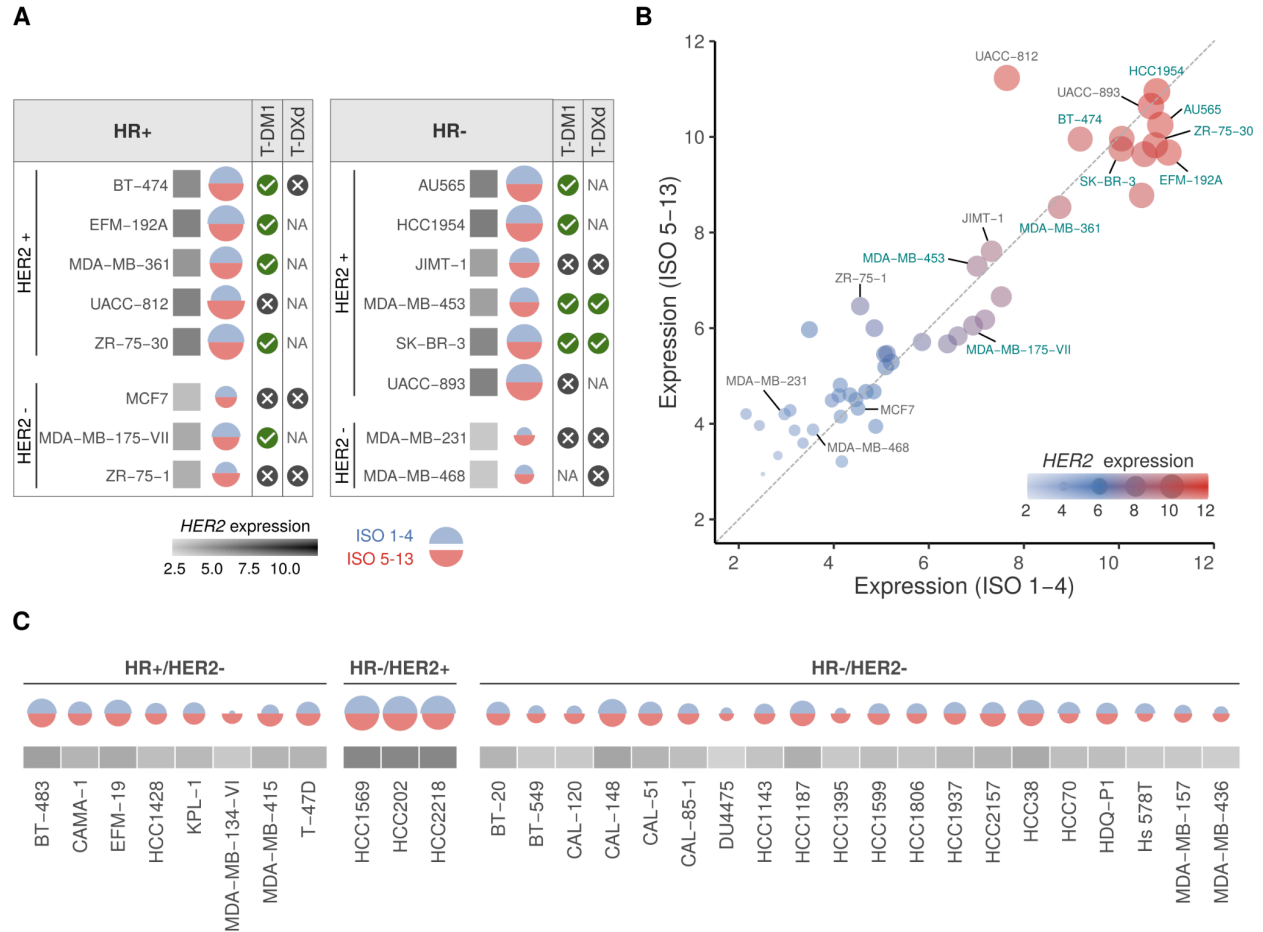 A
HR+
T-DM1
T-DXd
HER2 +
BT-474
NA
EFM-192A
NA
MDA-MB-361
NA
UACC-812
NA
ZR-75-30
NA
HER2 -
MCF7
MDA-MB-175-VII
NA
ZR-75-1
HR-
T-DM1
T-DXd
HER2 +
AU565
NA
HCC1954
NA
JIMT-1
MDA-MB-453
SK-BR-3
UACC-893
NA
HER2 -
MDA-MB-231
MDA-MB-468
NA
HER2 expression
2.5 5.0 7.5 10.0
ISO 1-4
ISO 5-13
B
Expression (ISO 5-13)
12
10
8
6
4
2
UACC-812
HCC1954
UACC-893
AU565
BT-474
ZR-75-30
SK-BR-3
EFM-192A
MDA-MB-361
JIMT-1
MDA-MB-453
ZR-75-1
MDA-MB-175-VII
MDA-MB-231
MCF7
MDA-MB-468
HER2 expression
2 4 6 8 10 12
2 4 6 8 10 12
Expression (ISO 1-4)
C
HR+/HER2-
HR-/HER2+
HR-/HER2-
BT-483
CAMA-1
EFM-19
HCC1428
KPL-1
MDA-MB-134-VI
MDA-MB-415
T-47D
HCC1569
HCC202
HCC2218
BT-20
BT-549
CAL-120
CAL-148
CAL-51
CAL-85-1
DU4475
HCC1143
HCC1187
HCC1395
HCC1599
HCC1806
HCC1937
HCC2157
HCC38
HCC70
HDQ-P1
Hs 578T
MDA-MB-157
MDA-MB-436